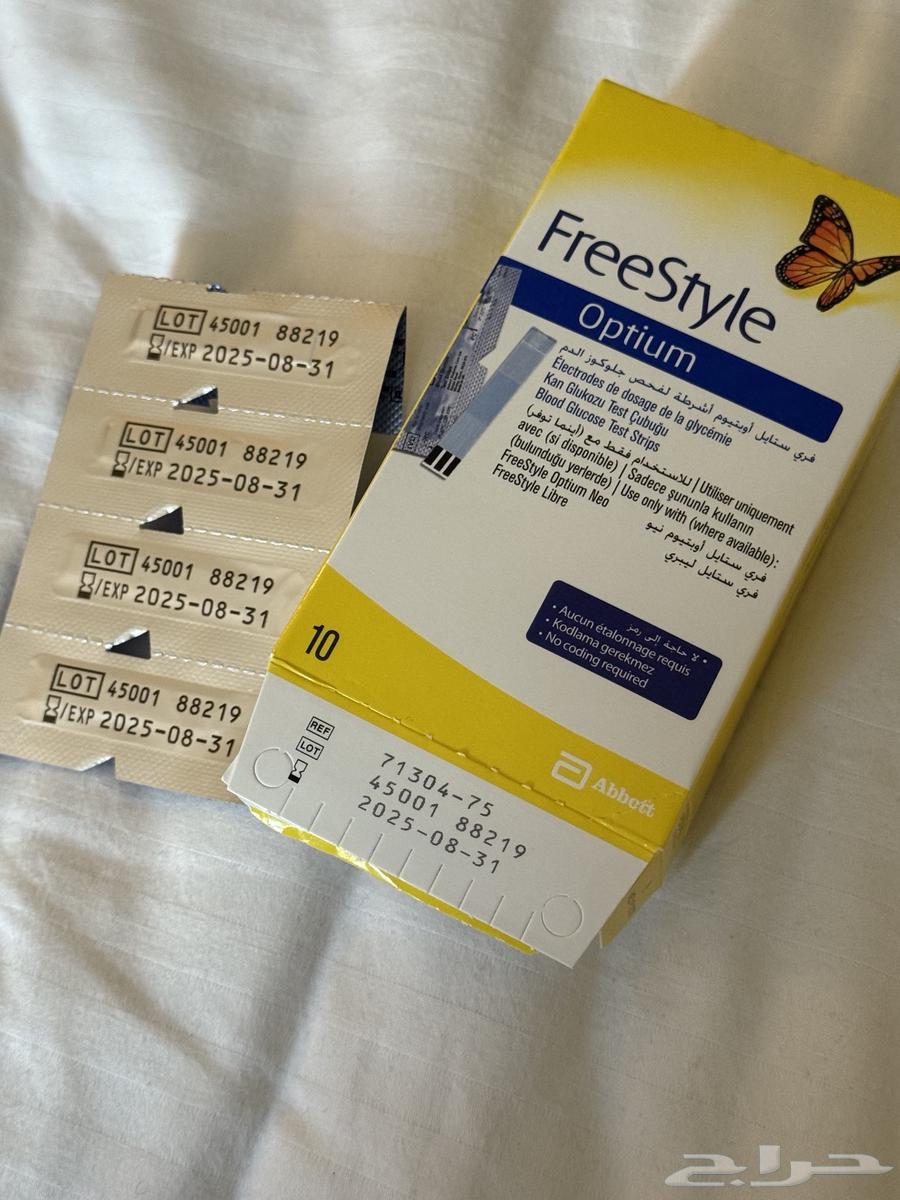 LOT 45001 88219
/EXP 2025-08-31
LOT 45001 88219
/EXP 2025-08-31
LOT 45001 88219
/EXP 2025-08-31
LOT 45001 88219
/EXP 2025-08-31
FreeStyle
Optium
فري ستايل أوبتيوم أشرطة لفحص جلوكوز الدم
Électrodes de dosage de la glycémie
Kan Glukozu Test Çubuğu
Blood Glucose Test Strips
للاستخدام فقط مع (أينما توفر) | Utiliser uniquement
avec (si disponible) | Sadece şununla kullanın
(bulunduğu yerlerde) | Use only with (where available):
FreeStyle Optium Neo
FreeStyle Libre
فري ستايل أوبتيوم نيو
فري ستايل ليبري
• لا حاجة إلى رمز
• Aucun étalonnage requis
• Kodlama gerekmez
• No coding required
10
Abbott
REF 71304-75
LOT 45001 88219
2025-08-31
حراج